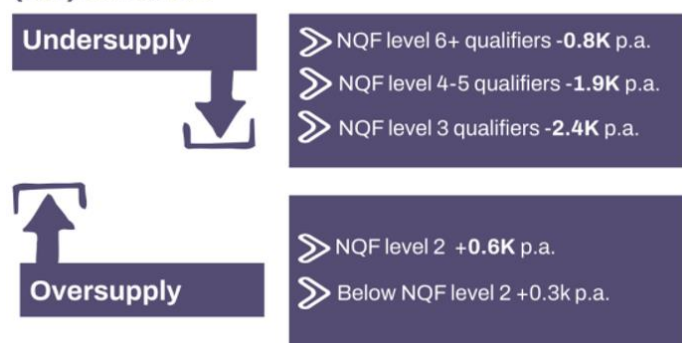 Undersupply
NQF level 6+ qualifiers -0.8K p.a.
NQF level 4-5 qualifiers -1.9K p.a.
NQF level 3 qualifiers -2.4K p.a.
NQF level 2 +0.6K p.a.
Below NQF level 2 +0.3k p.a.
Oversupply